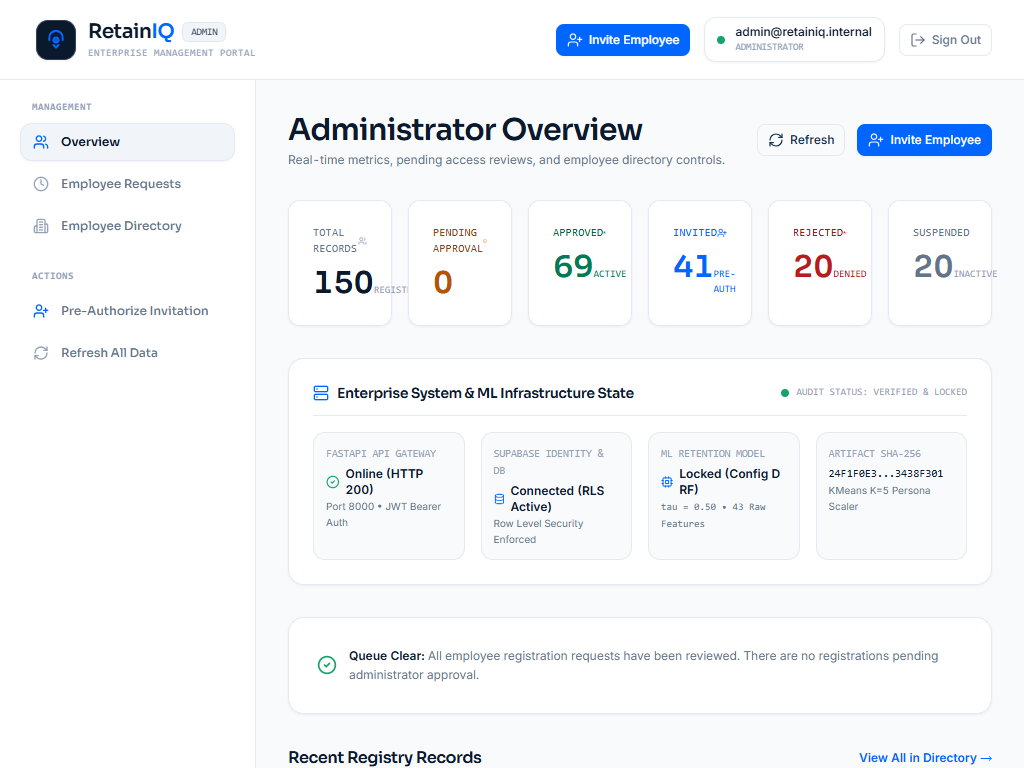 RetainIQ ADMIN
ENTERPRISE MANAGEMENT PORTAL
Invite Employee
admin@retainiq.internal
ADMINISTRATOR
Sign Out
MANAGEMENT
Overview
Employee Requests
Employee Directory
ACTIONS
Pre-Authorize Invitation
Refresh All Data
Administrator Overview
Real-time metrics, pending access reviews, and employee directory controls.
Refresh
Invite Employee
TOTAL
RECORDS
150
PENDING
APPROVAL
0
APPROVED
69 ACTIVE
INVITED
41 PRE-
AUTH
REJECTED
20 DENIED
SUSPENDED
20 INACTIVE
Enterprise System & ML Infrastructure State
AUDIT STATUS: VERIFIED & LOCKED
FASTAPI API GATEWAY
Online (HTTP
200)
Port 8000 • JWT Bearer
Auth
SUPABASE IDENTITY &
DB
Connected (RLS
Active)
Row Level Security
Enforced
ML RETENTION MODEL
Locked (Config D
RF)
tau = 0.50 • 43 Raw
Features
ARTIFACT SHA-256
24F1F0E3...3438F301
KMeans K=5 Persona
Scaler
Queue Clear: All employee registration requests have been reviewed. There are no registrations pending
administrator approval.
Recent Registry Records
View All in Directory →